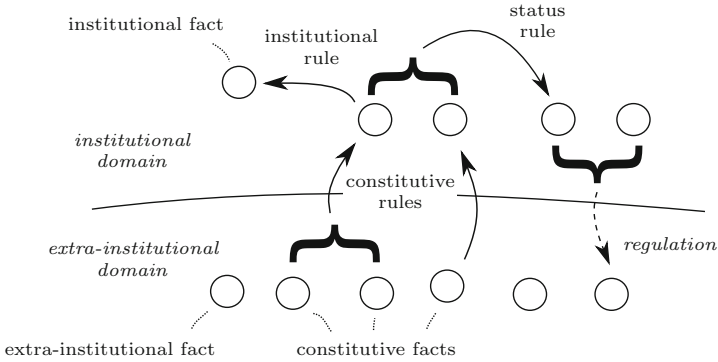 institutional fact
institutional
rule
status
rule
institutional
domain
constitutive
rules
extra-institutional
domain
regulation
extra-institutional fact
constitutive facts